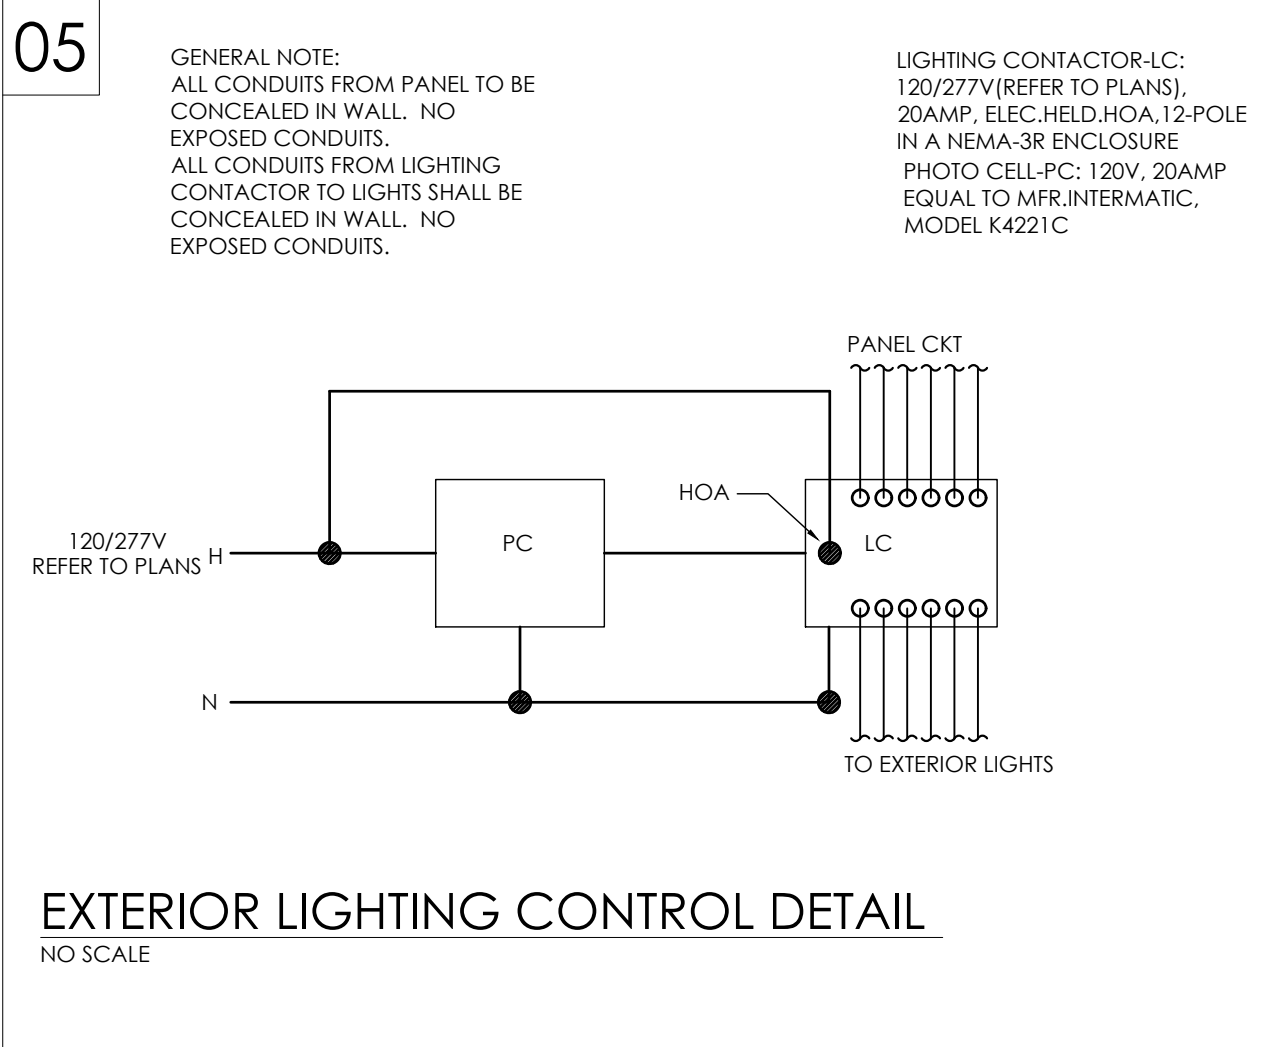 05
GENERAL NOTE:
ALL CONDUITS FROM PANEL TO BE
CONCEALED IN WALL.  NO
EXPOSED CONDUITS.
ALL CONDUITS FROM LIGHTING
CONTACTOR TO LIGHTS SHALL BE
CONCEALED IN WALL.  NO
EXPOSED CONDUITS.
LIGHTING CONTACTOR-LC:
120/277V(REFER TO PLANS),
20AMP, ELEC.HELD.HOA,12-POLE
IN A NEMA-3R ENCLOSURE
PHOTO CELL-PC: 120V, 20AMP
EQUAL TO MFR.INTERMATIC,
MODEL K4221C
PANEL CKT
HOA
120/277V
REFER TO PLANS
H
PC
LC
N
TO EXTERIOR LIGHTS
EXTERIOR LIGHTING CONTROL DETAIL
NO SCALE